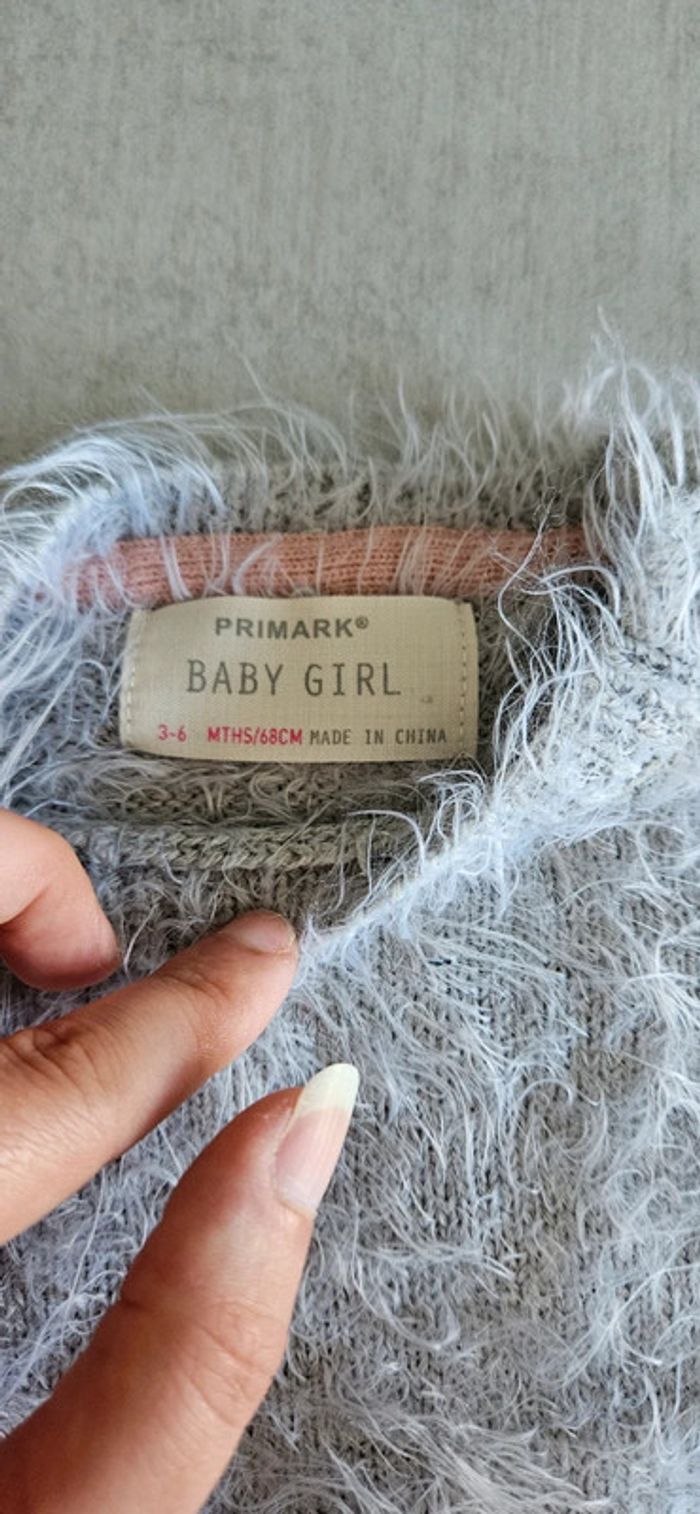 PRIMARK®
BABY GIRL
3-6 MTHS/68CM MADE IN CHINA